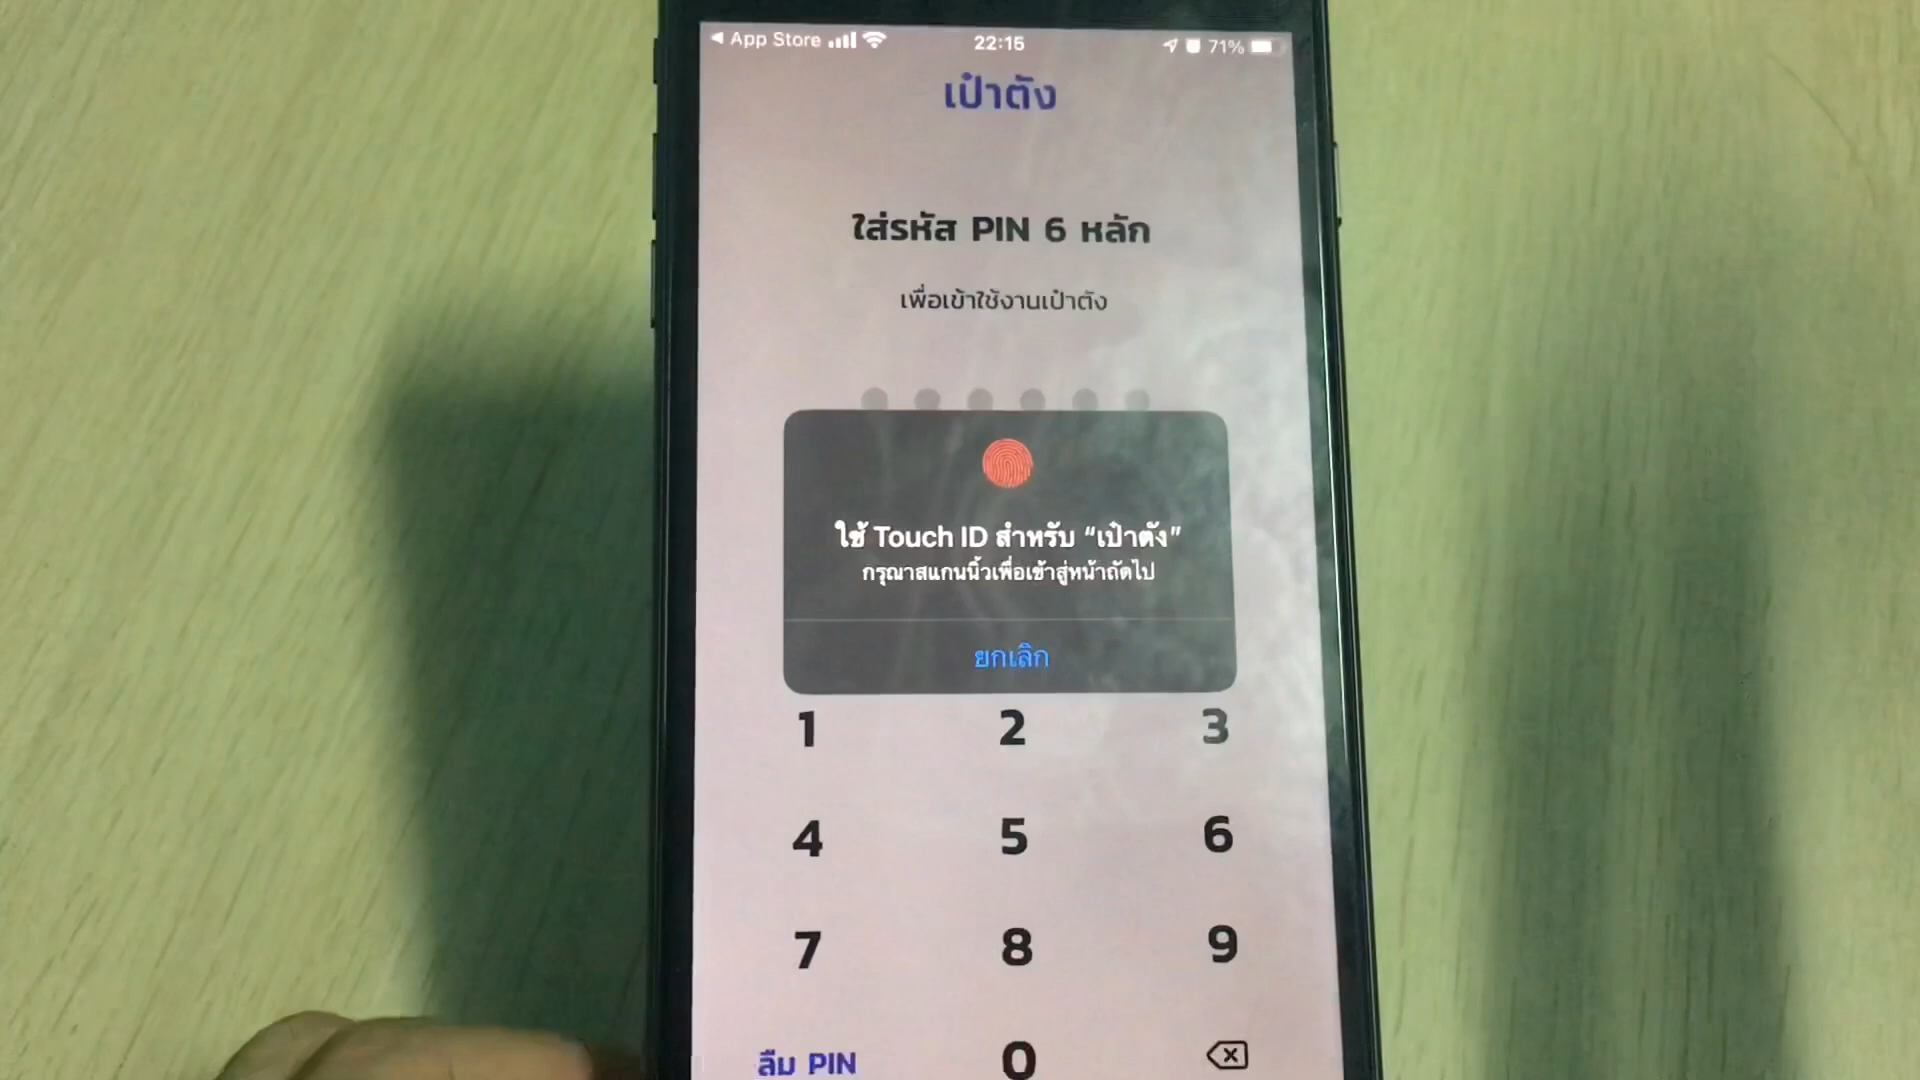 App Store 22:15 71%
เป๋าตัง
ใส่รหัส PIN 6 หลัก
เพื่อเข้าใช้งานเป๋าตัง
ใช้ Touch ID สำหรับ “เป๋าตัง”
กรุณาสแกนนิ้วเพื่อเข้าสู่หน้าถัดไป
ยกเลิก
1 2 3
4 5 6
7 8 9
ลืม PIN 0